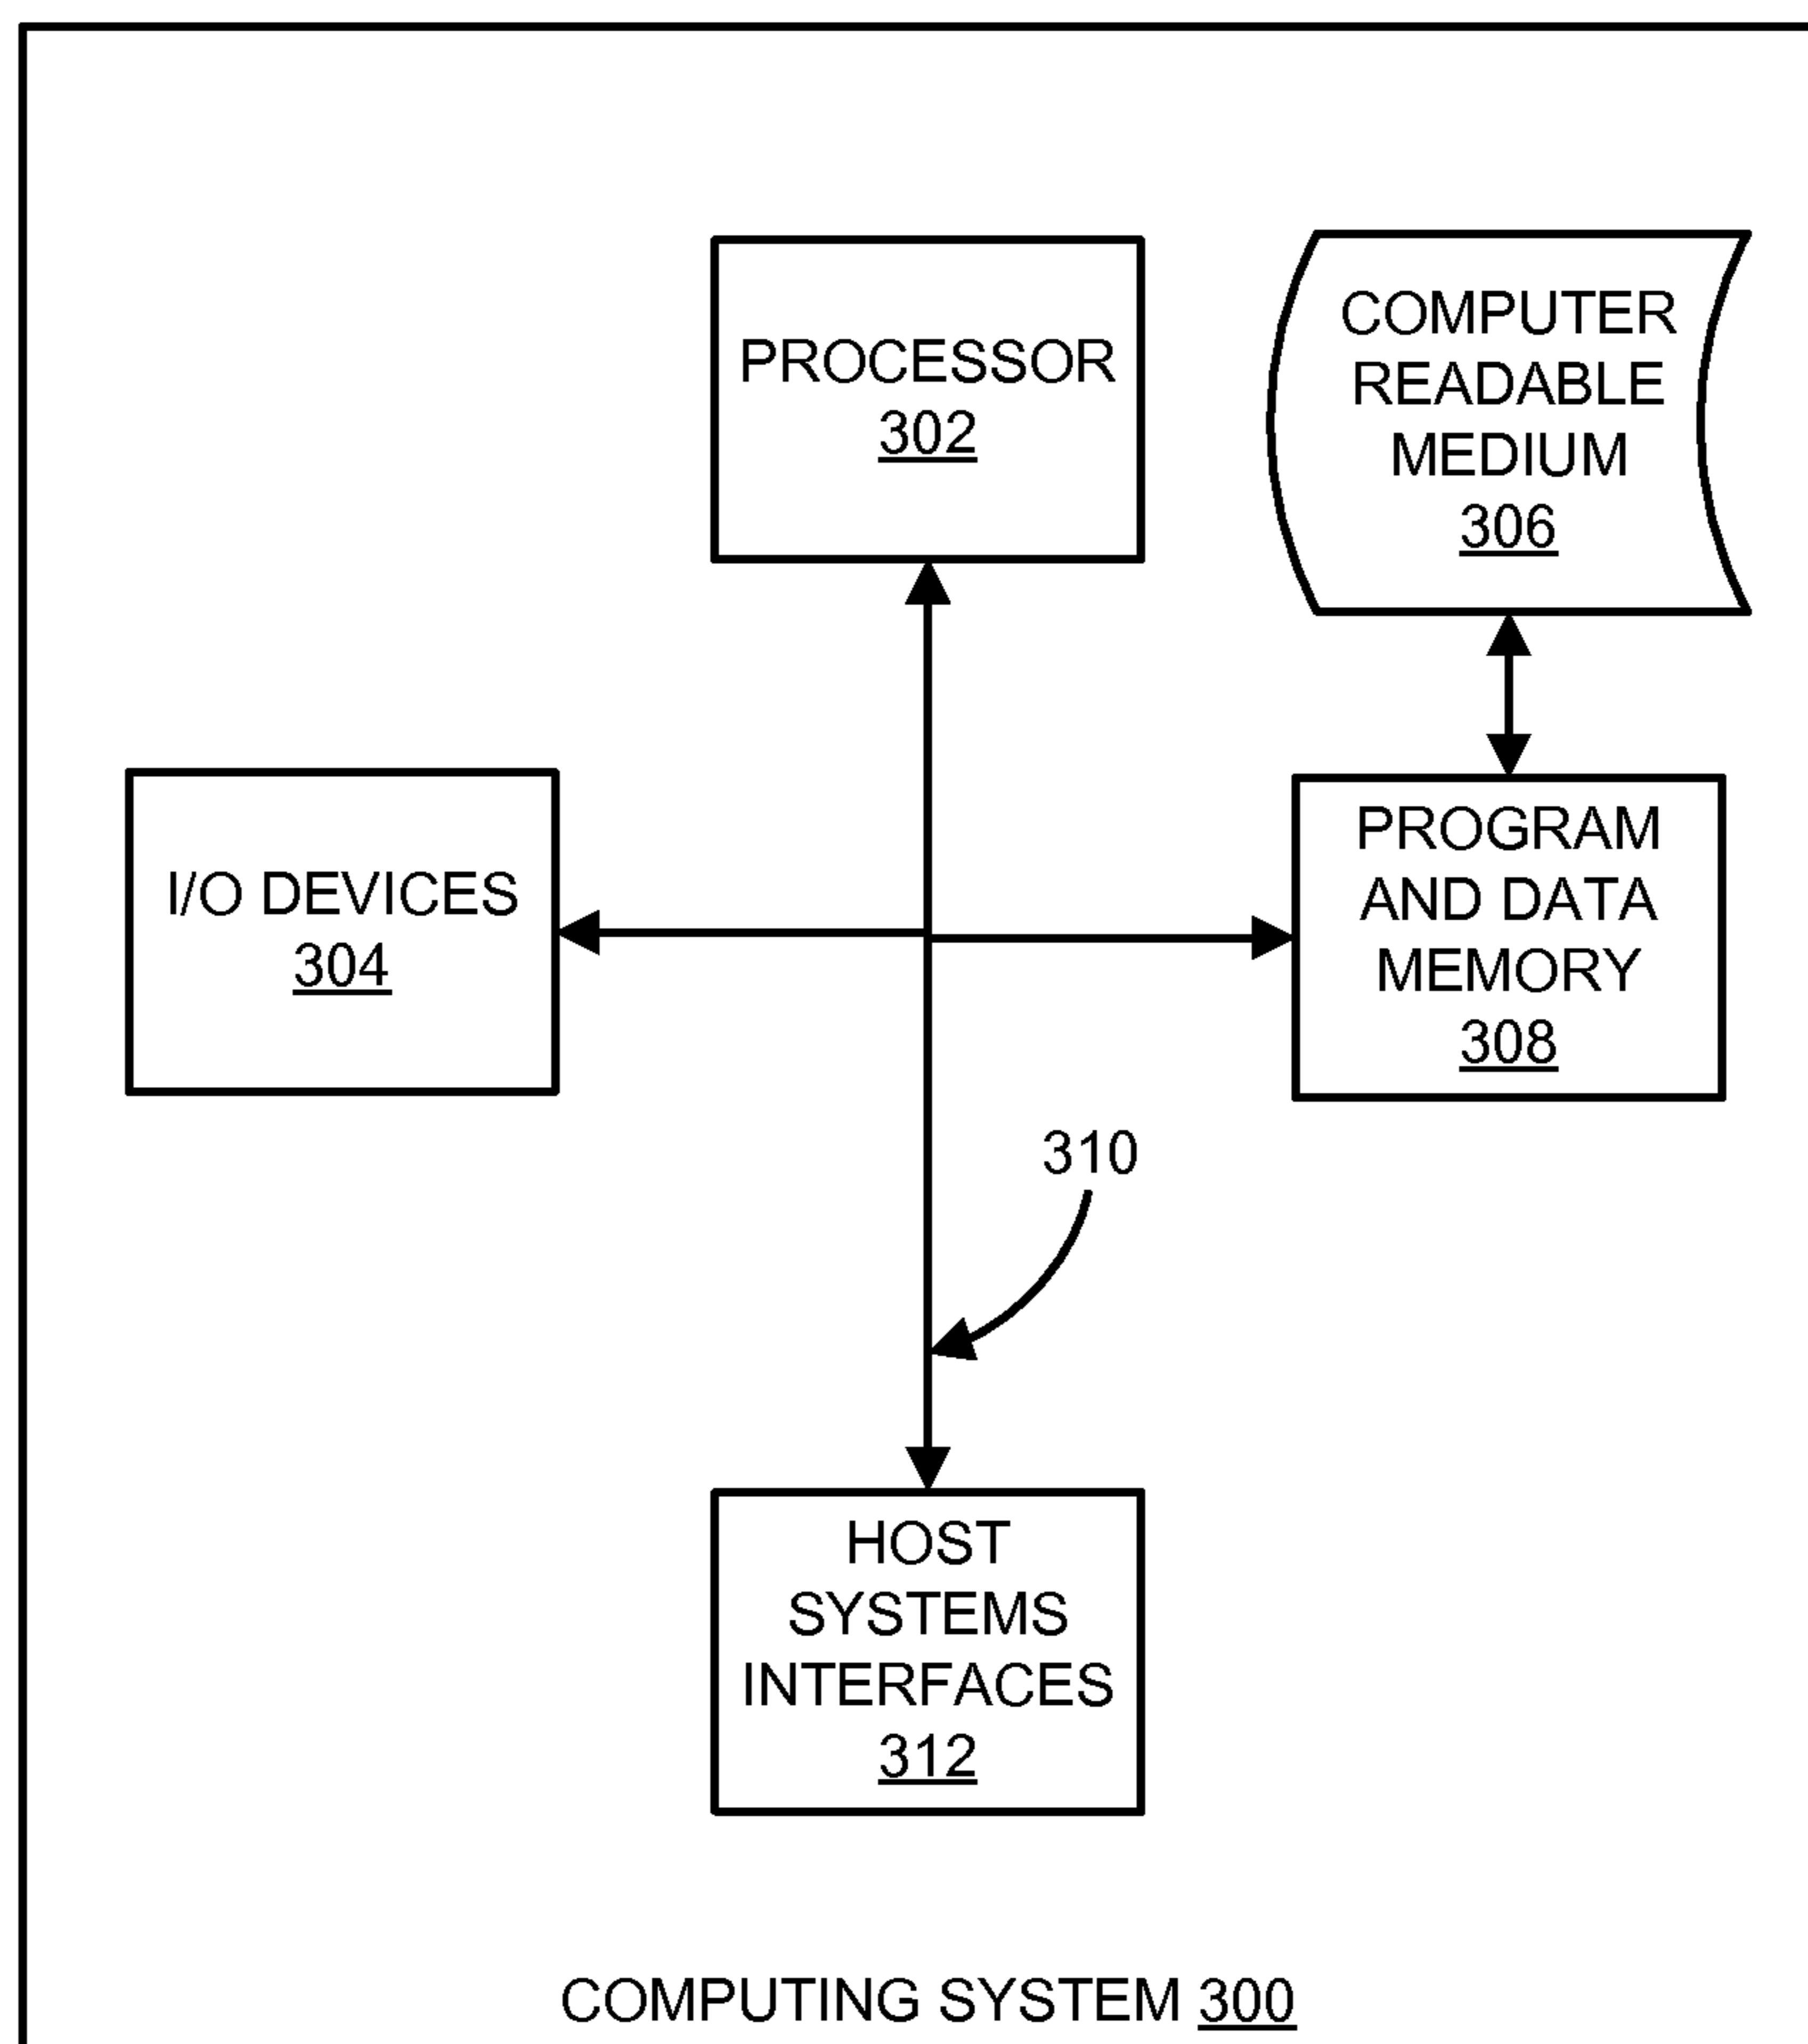 PROCESSOR
302
COMPUTER
READABLE
MEDIUM
306
I/O DEVICES
304
PROGRAM
AND DATA
MEMORY
308
310
HOST
SYSTEMS
INTERFACES
312
COMPUTING SYSTEM 300